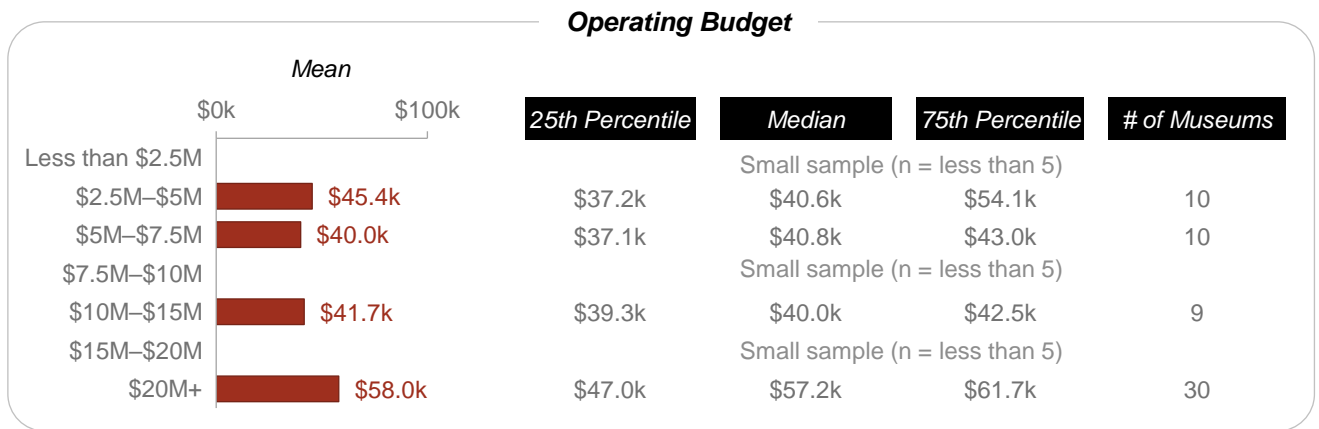 Operating Budget
Mean
$0k $100k 25th Percentile Median 75th Percentile # of Museums
Less than $2.5M Small sample (n = less than 5)
$2.5M–$5M $45.4k $37.2k $40.6k $54.1k 10
$5M–$7.5M $40.0k $37.1k $40.8k $43.0k 10
$7.5M–$10M Small sample (n = less than 5)
$10M–$15M $41.7k $39.3k $40.0k $42.5k 9
$15M–$20M Small sample (n = less than 5)
$20M+ $58.0k $47.0k $57.2k $61.7k 30